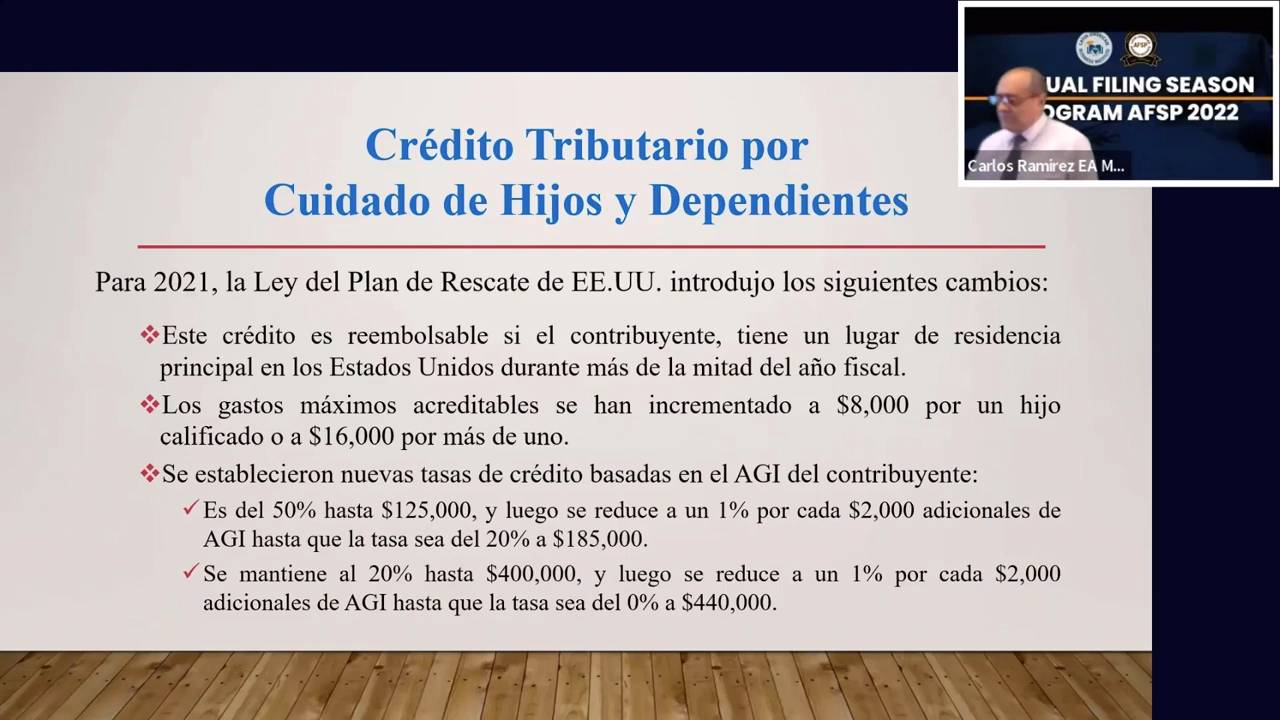 Crédito Tributario por
Cuidado de Hijos y Dependientes
Para 2021, la Ley del Plan de Rescate de EE.UU. introdujo los siguientes cambios:
Este crédito es reembolsable si el contribuyente, tiene un lugar de residencia
principal en los Estados Unidos durante más de la mitad del año fiscal.
Los gastos máximos acreditables se han incrementado a $8,000 por un hijo
calificado o a $16,000 por más de uno.
Se establecieron nuevas tasas de crédito basadas en el AGI del contribuyente:
Es del 50% hasta $125,000, y luego se reduce a un 1% por cada $2,000 adicionales de
AGI hasta que la tasa sea del 20% a $185,000.
Se mantiene al 20% hasta $400,000, y luego se reduce a un 1% por cada $2,000
adicionales de AGI hasta que la tasa sea del 0% a $440,000.
AFSP
UAL FILING SEASON
OGRAM AFSP 2022
Carlos Ramirez EA M...